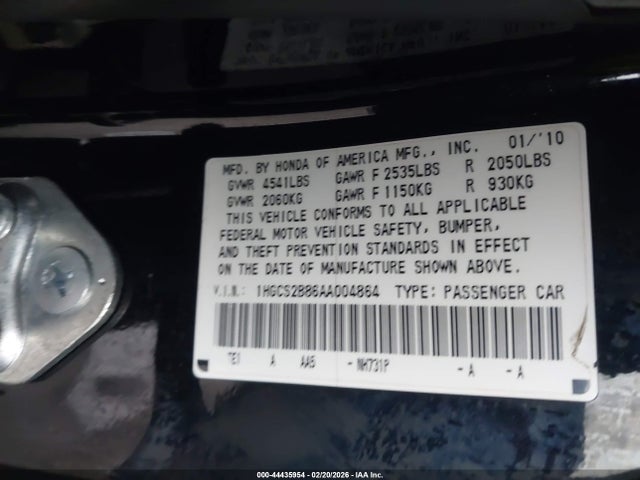 MFD. BY HONDA OF AMERICA MFG., INC. 01/'10
GVWR 4541LBS GAWR F 2535LBS R 2050LBS
GVWR 2060KG GAWR F 1150KG R 930KG
THIS VEHICLE CONFORMS TO ALL APPLICABLE
FEDERAL MOTOR VEHICLE SAFETY, BUMPER,
AND THEFT PREVENTION STANDARDS IN EFFECT
ON THE DATE OF MANUFACTURE SHOWN ABOVE.
V.I.N.: 1HGCS2B86AA004864 TYPE: PASSENGER CAR
TE1 A AA5 - NH731P - A - A
000-44435954 - 02/20/2026 - IAA Inc.